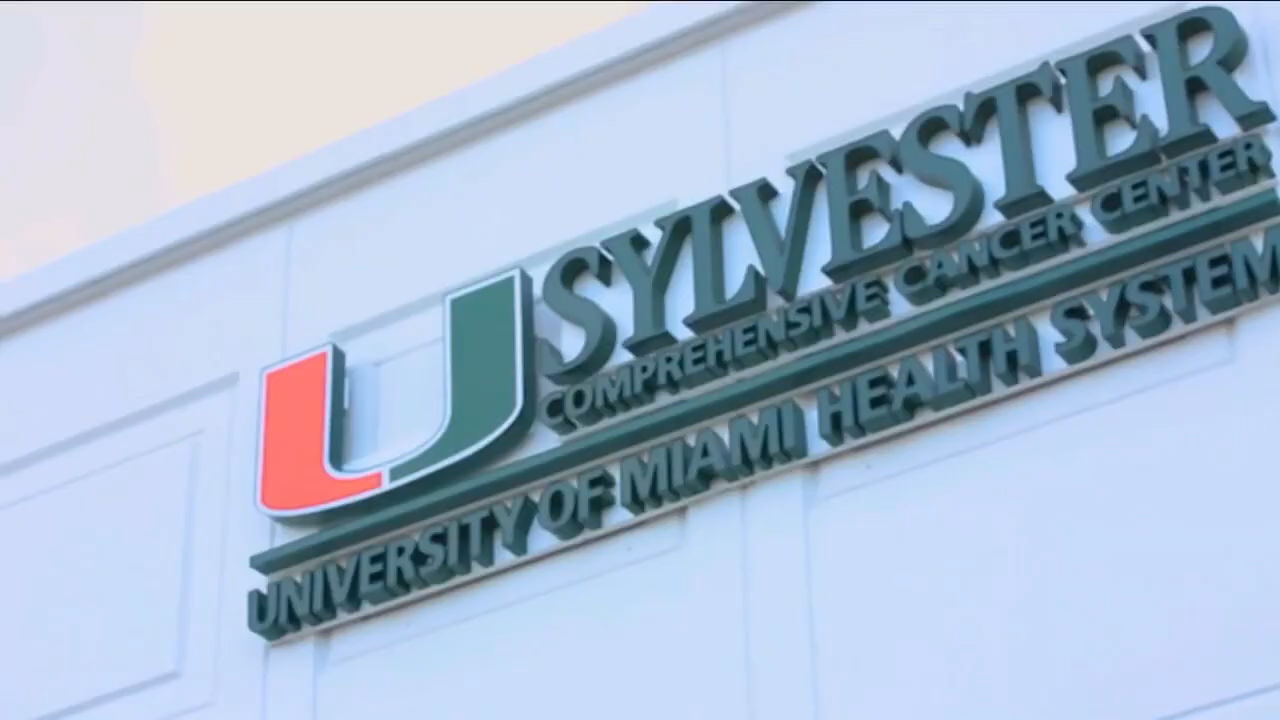 U SYLVESTER
COMPREHENSIVE CANCER CENTER
UNIVERSITY OF MIAMI HEALTH SYSTEM